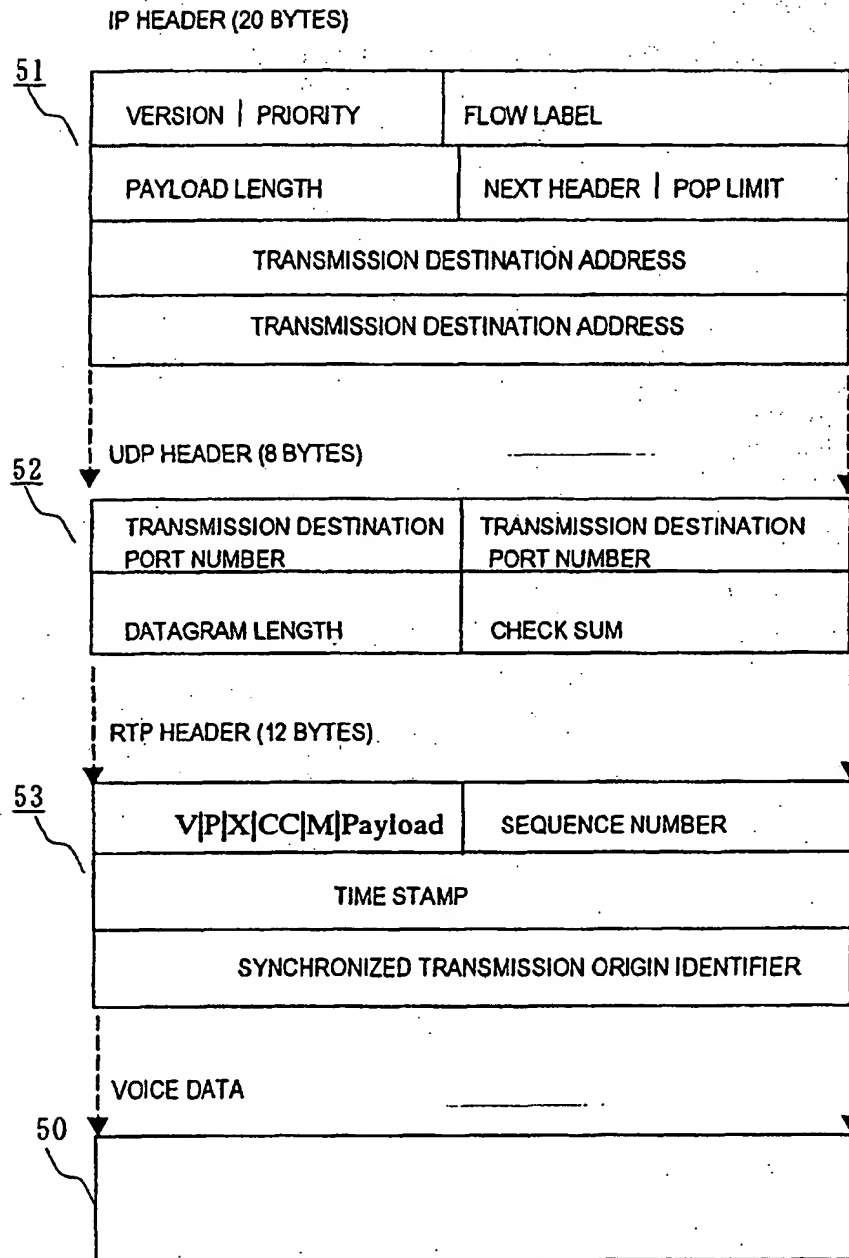 IP HEADER (20 BYTES)
51
VERSION | PRIORITY FLOW LABEL
PAYLOAD LENGTH NEXT HEADER | POP LIMIT
TRANSMISSION DESTINATION ADDRESS
TRANSMISSION DESTINATION ADDRESS
UDP HEADER (8 BYTES)
52
TRANSMISSION DESTINATION PORT NUMBER
TRANSMISSION DESTINATION PORT NUMBER
DATAGRAM LENGTH CHECK SUM
RTP HEADER (12 BYTES)
53
V|P|X|CC|M|Payload SEQUENCE NUMBER
TIME STAMP
SYNCHRONIZED TRANSMISSION ORIGIN IDENTIFIER
VOICE DATA
50